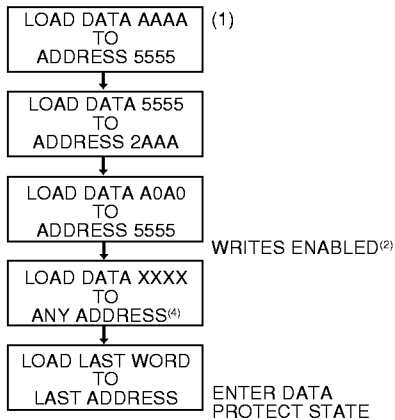 LOAD DATA AAAA
TO
ADDRESS 5555
(1)
LOAD DATA 5555
TO
ADDRESS 2AAA
LOAD DATA A0A0
TO
ADDRESS 5555
WRITES ENABLED(2)
LOAD DATA XXXX
TO
ANY ADDRESS(4)
LOAD LAST WORD
TO
LAST ADDRESS
ENTER DATA
PROTECT STATE